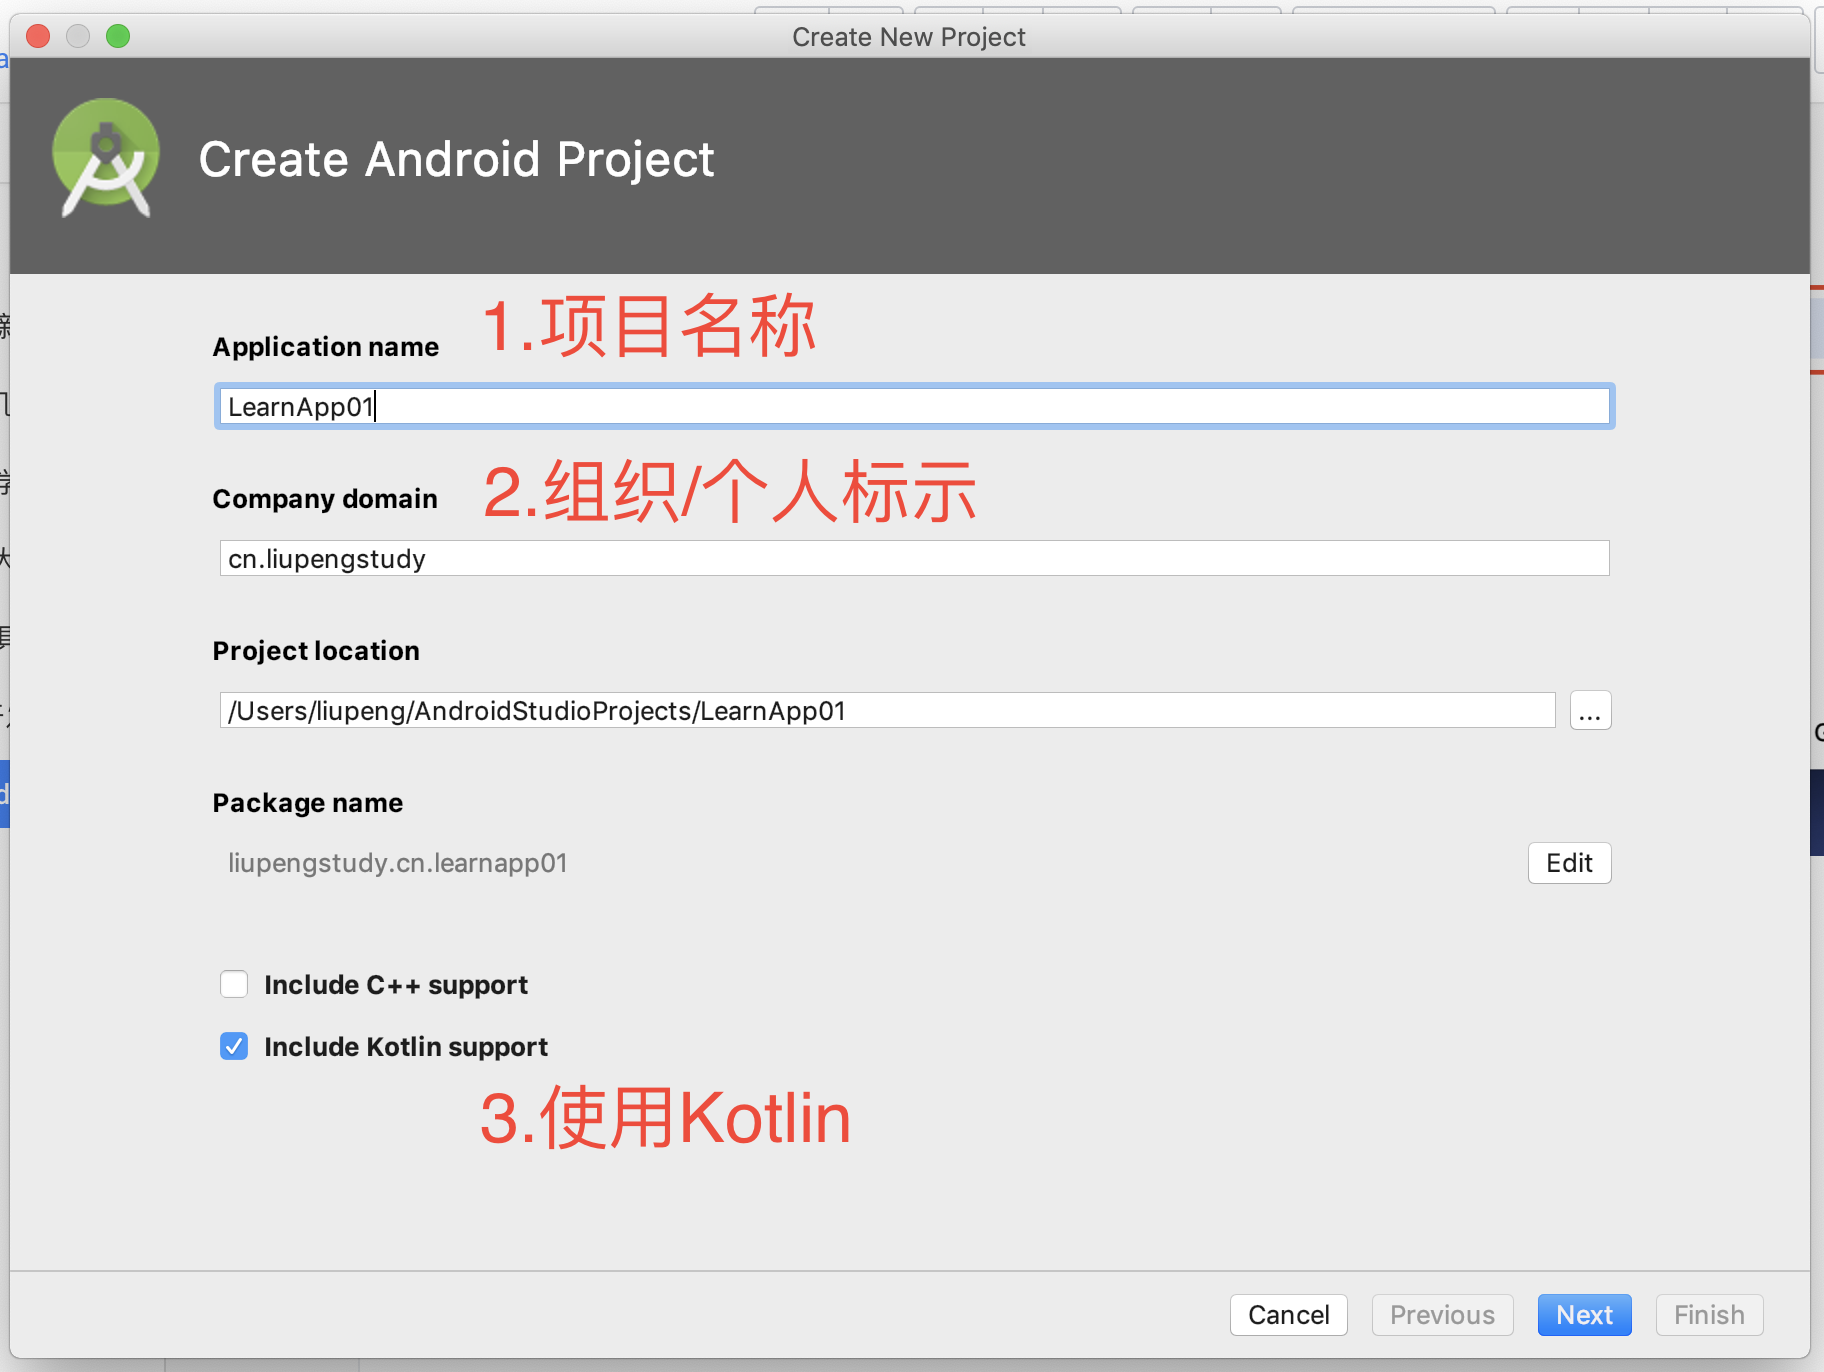 Create New Project
Create Android Project
Application name 1.项目名称
LearnApp01
Company domain 2.组织/个人标示
cn.liupengstudy
Project location
/Users/liupeng/AndroidStudioProjects/LearnApp01
...
Package name
liupengstudy.cn.learnapp01
Edit
Include C++ support
Include Kotlin support
3.使用Kotlin
Cancel Previous Next Finish